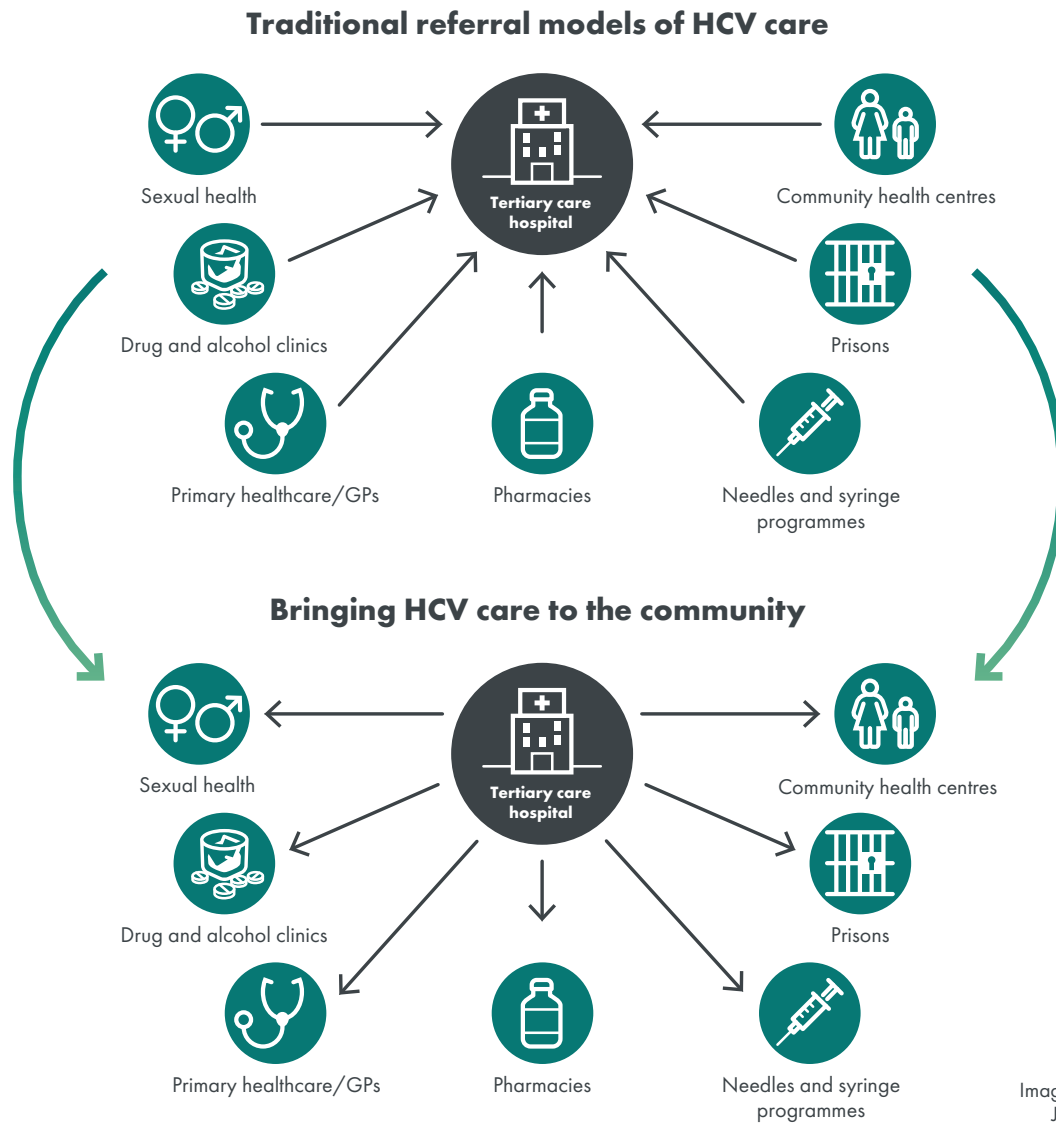 Traditional referral models of HCV care
Sexual health
Tertiary care
hospital
Community health centres
Drug and alcohol clinics
Prisons
Primary healthcare/GPs
Pharmacies
Needles and syringe
programmes
Bringing HCV care to the community
Sexual health
Tertiary care
hospital
Community health centres
Drug and alcohol clinics
Prisons
Primary healthcare/GPs
Pharmacies
Needles and syringe
programmes